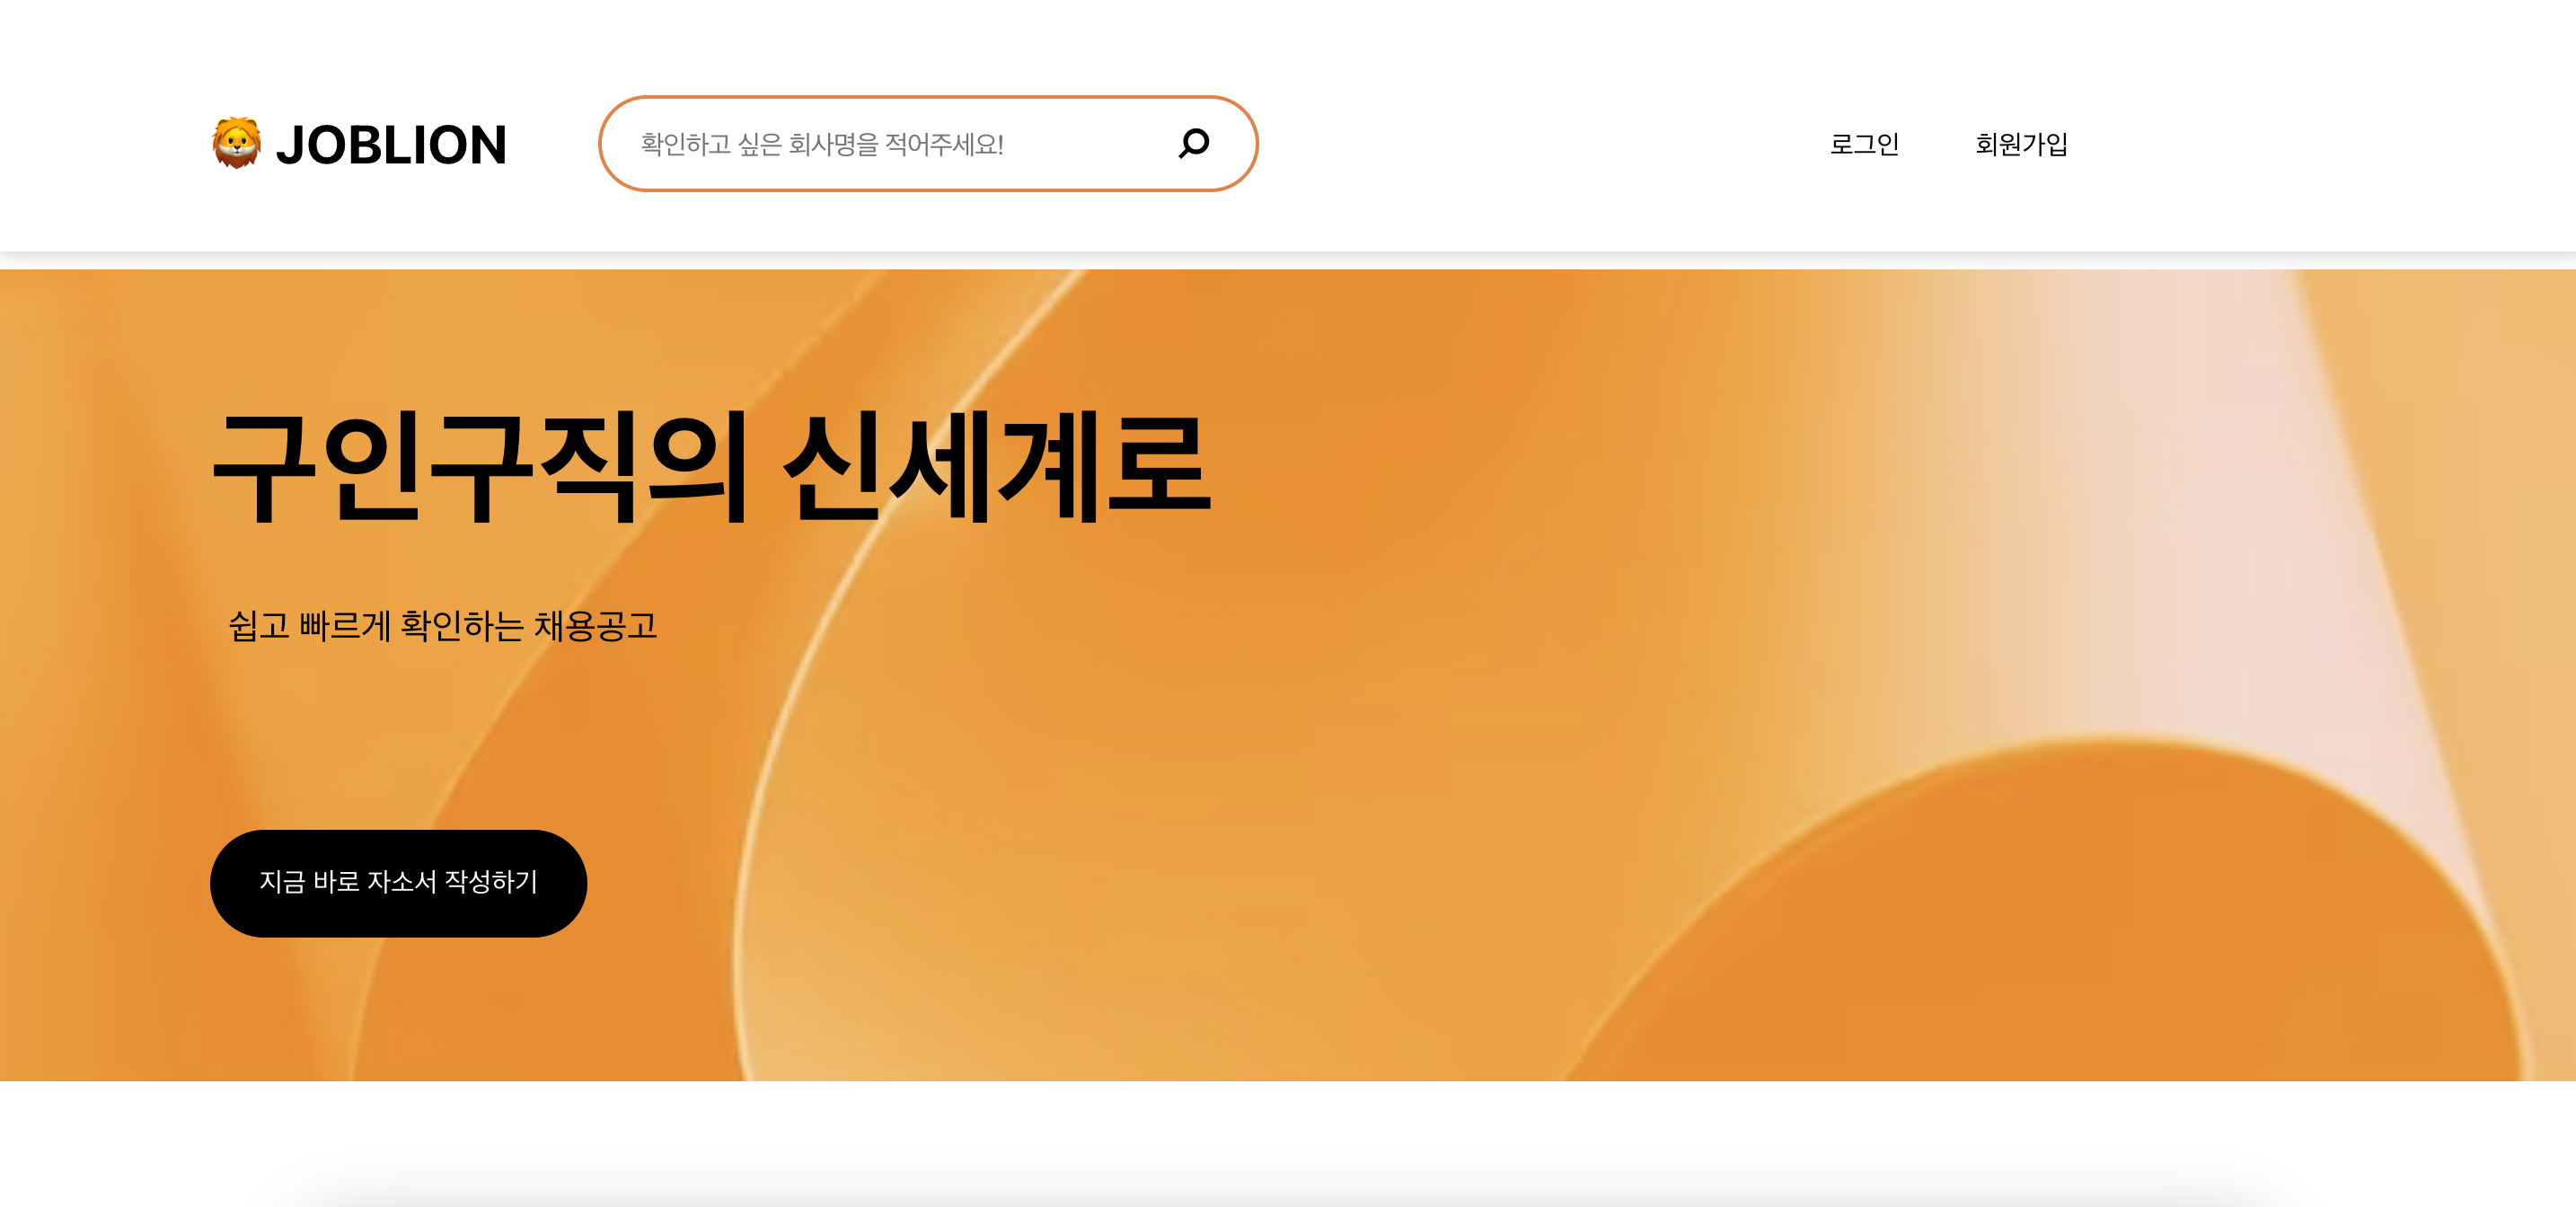 🦁 JOBLION
확인하고 싶은 회사명을 적어주세요!
로그인
회원가입
구인구직의 신세계로
쉽고 빠르게 확인하는 채용공고
지금 바로 자소서 작성하기